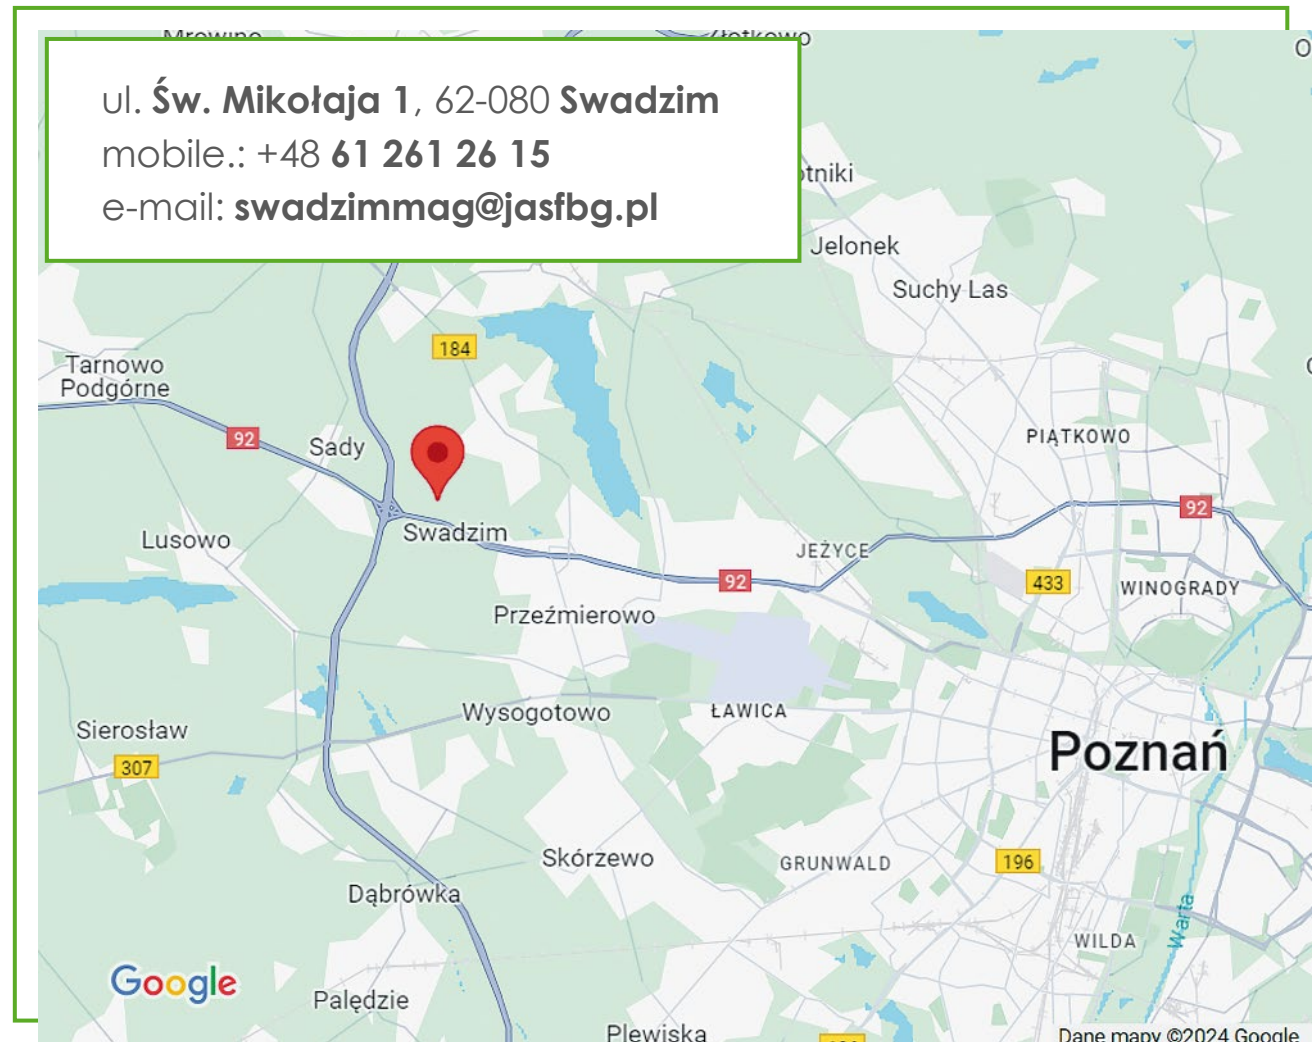 Mrowino
Złotkowo
ul. Św. Mikołaja 1, 62-080 Swadzim
mobile.: +48 61 261 26 15
e-mail: swadzimmag@jasfbg.pl
Jelonek
Suchy Las
184
Tarnowo
Podgórne
92
Sady
PIĄTKOWO
92
Swadzim
Lusowo
JEŻYCE
92
433
WINOGRADY
Przeźmierowo
Wysogotowo
ŁAWICA
Sierosław
Poznań
307
Skórzewo
GRUNWALD
196
Dąbrówka
Warta
WILDA
Google
Palędzie
Plewiska
Dane mapy ©2024 Google